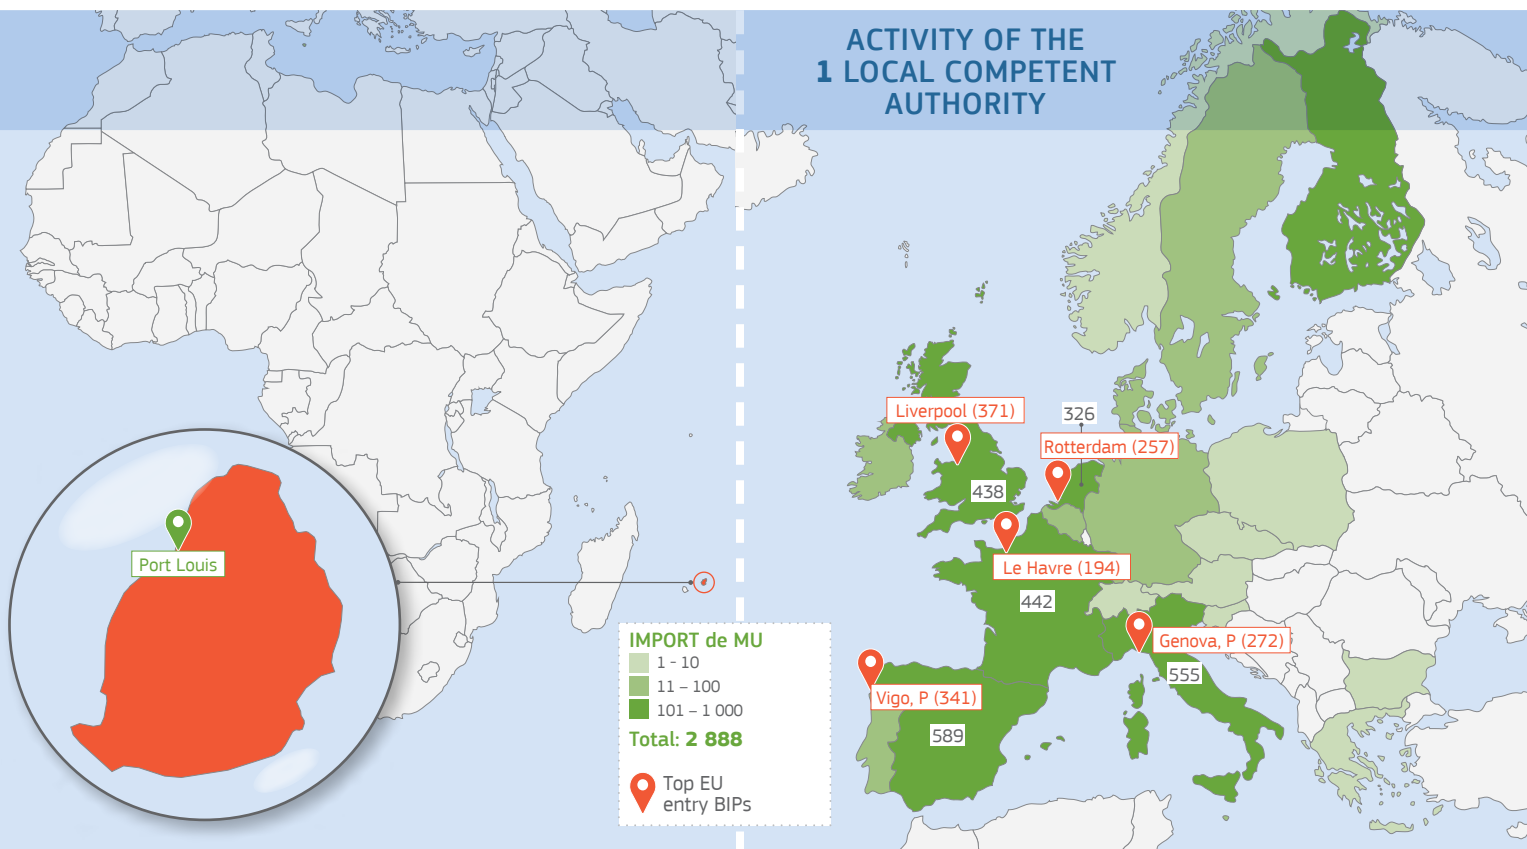 ACTIVITY OF THE
1 LOCAL COMPETENT
AUTHORITY
Liverpool (371)
326
Rotterdam (257)
438
Le Havre (194)
442
Genova, P (272)
555
Vigo, P (341)
589
Port Louis
IMPORT de MU
1 - 10
11 – 100
101 – 1 000
Total: 2 888
Top EU
entry BIPs